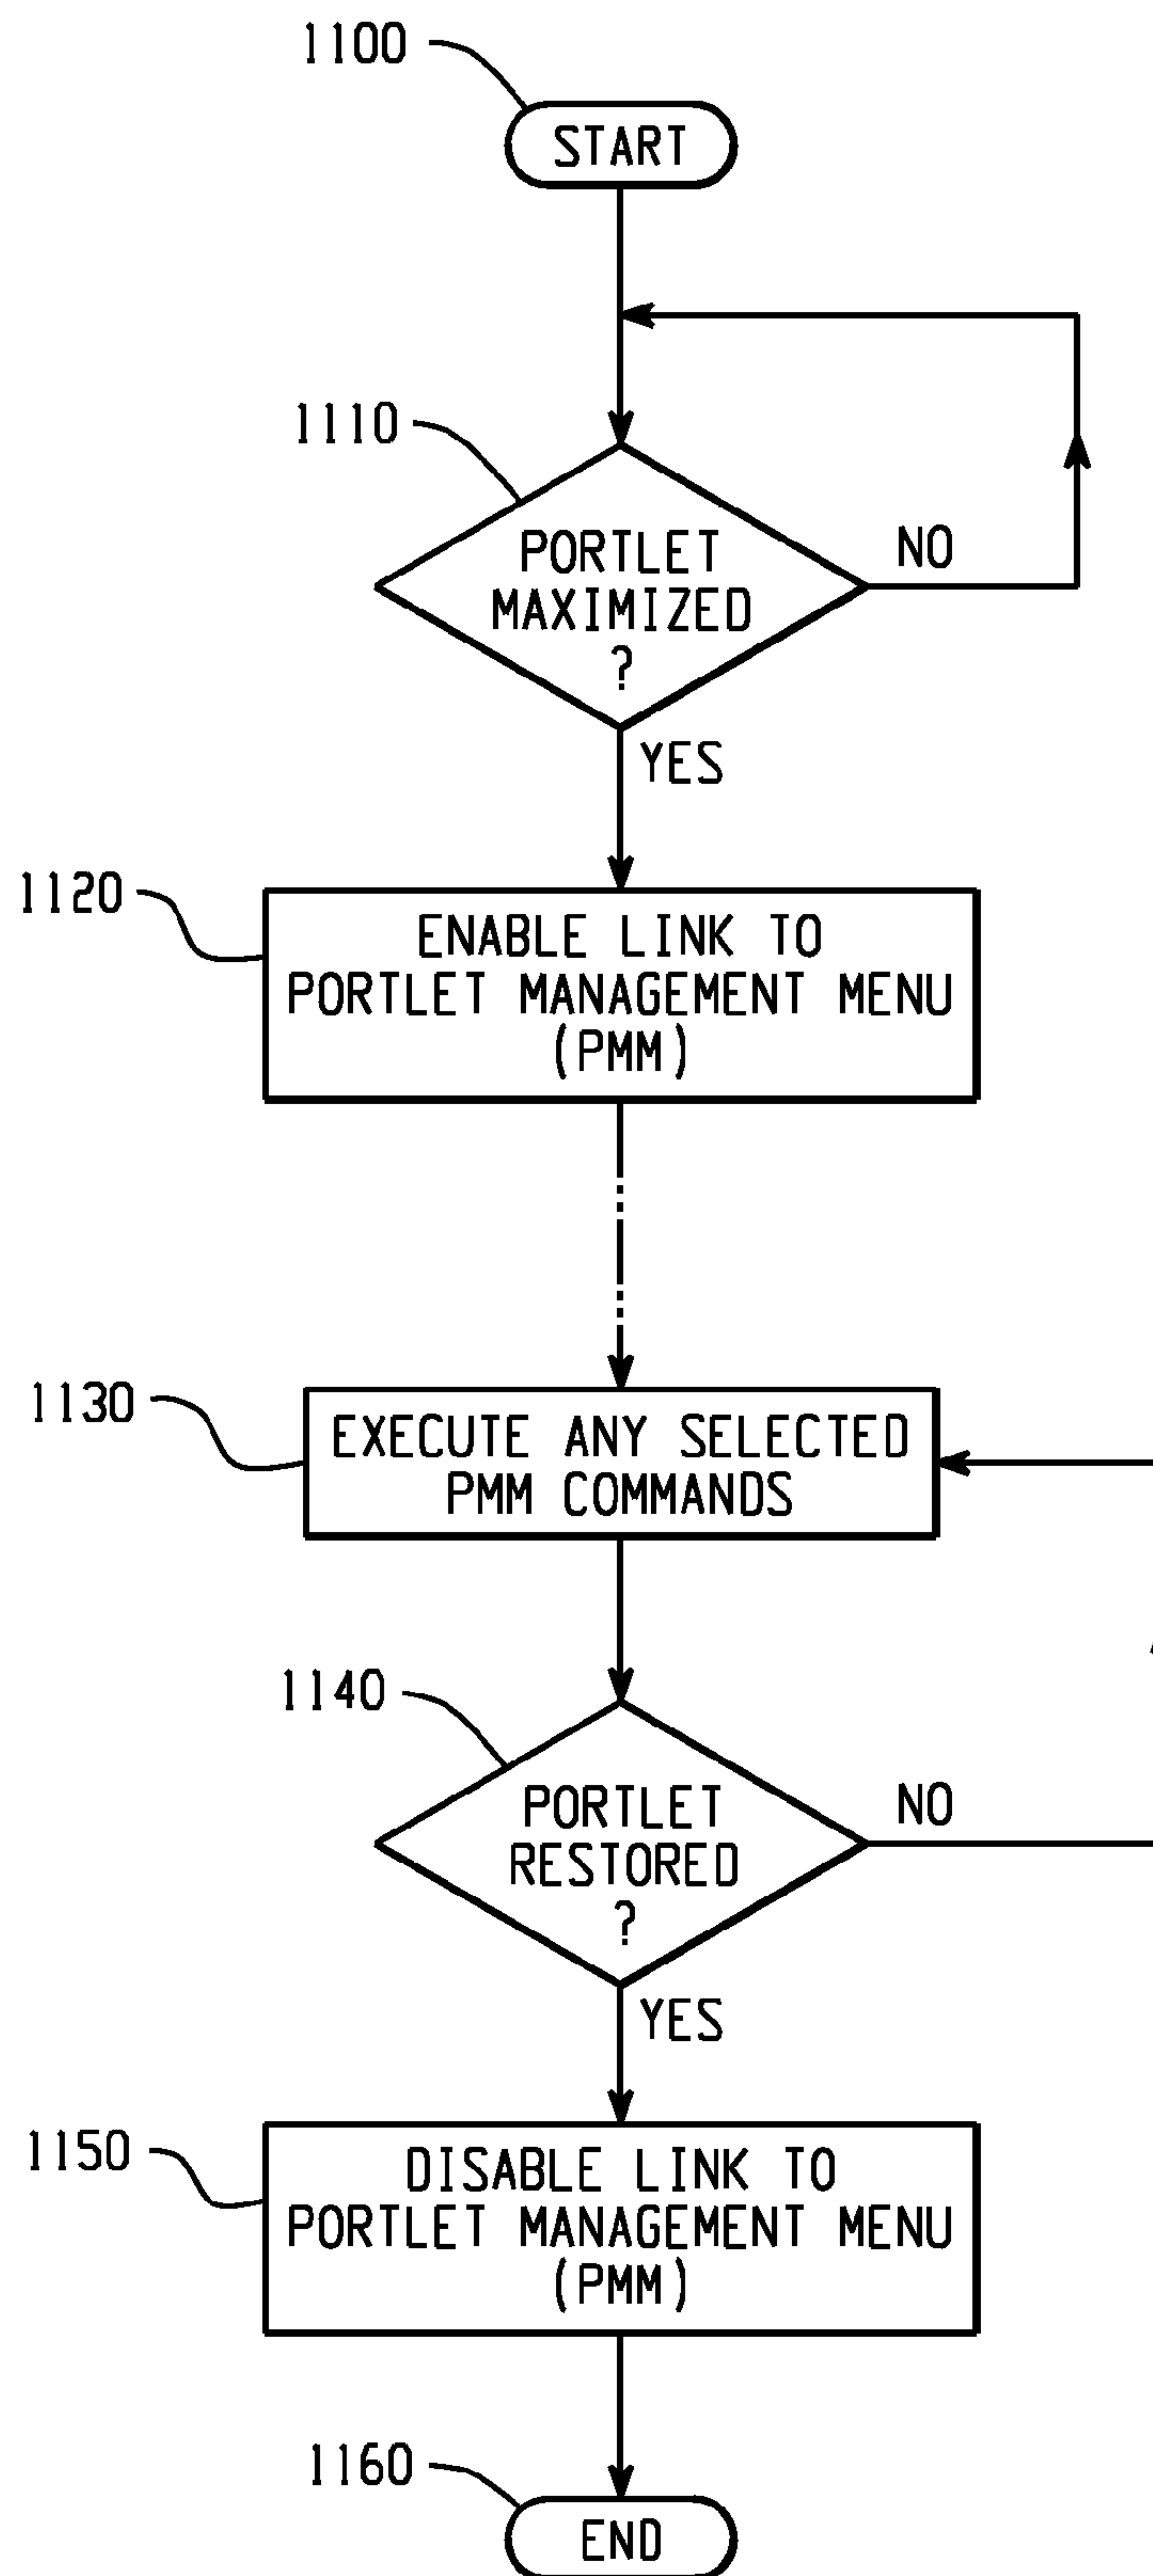 1100
START
1110
PORTLET
MAXIMIZED
?
NO
YES
1120
ENABLE LINK TO
PORTLET MANAGEMENT MENU
(PMM)
1130
EXECUTE ANY SELECTED
PMM COMMANDS
1140
PORTLET
RESTORED
?
NO
YES
1150
DISABLE LINK TO
PORTLET MANAGEMENT MENU
(PMM)
1160
END